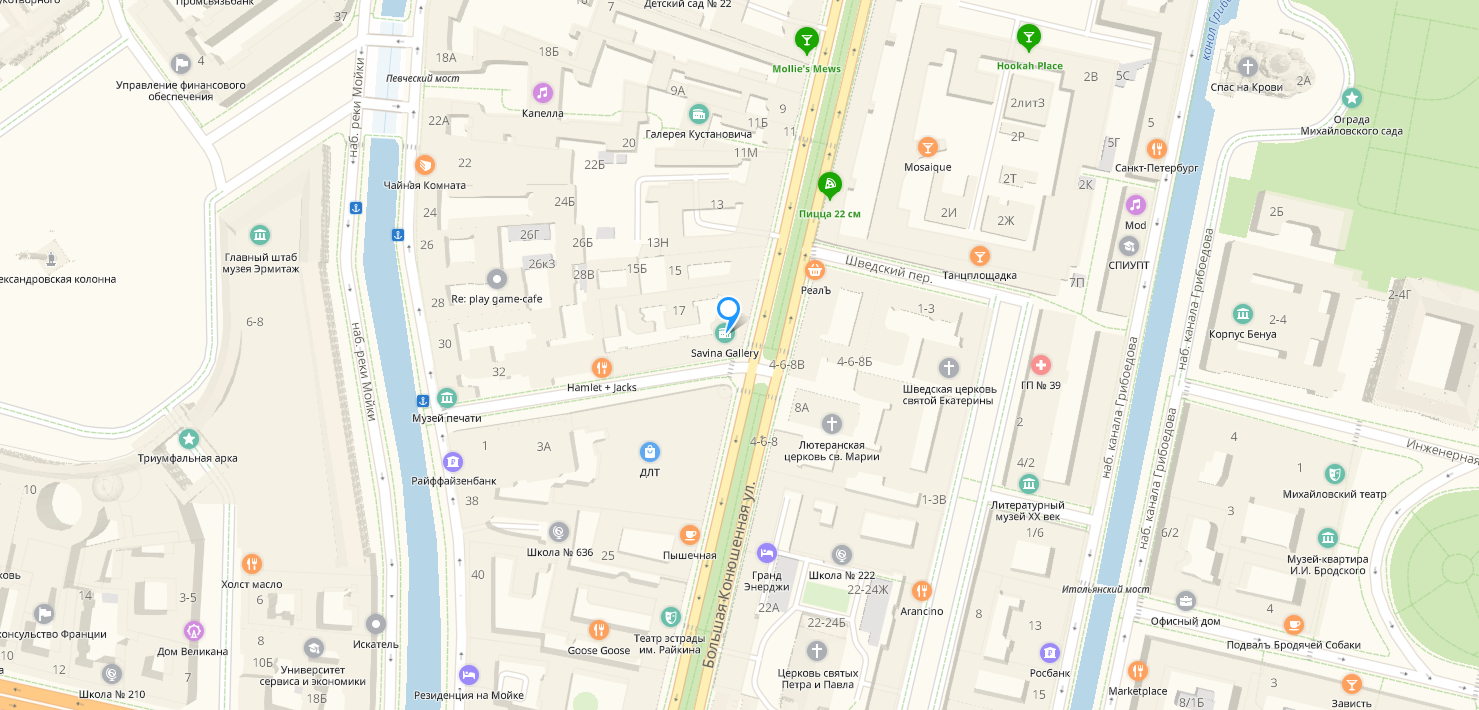 Промсвязьбанк
37
Детский сад № 22
канал Грибо
18Б
18А
4
Управление финансового
обеспечения
Певческий мост
Mollie's Mews
Hookah Place
2В
5С
Спас на Крови
2А
наб. реки Мойки
Капелла
9А
9
2лит3
22А
Галерея Кустановича
11Б
11
2Р
5
Ограда
Михайловского сада
20
11М
5Г
22
22Б
Mosaique
Санкт-Петербург
Чайная Комната
2Т
2К
24
24Б
13
Пицца 22 см
2И
2Ж
Mod
2Б
26
26Г
26Б
13Н
СПИУПТ
Главный штаб
музея Эрмитаж
26к3
28В
15Б
15
Шведский пер.
Танцплощадка
7П
ександровская колонна
Re: play game-cafe
РеалЪ
28
17
1-3
2-4Г
6-8
2-4
Корпус Бенуа
30
Savina Gallery
наб. реки Мойки
32
Hamlet + Jacks
4-6-8В
4-6-8Б
Шведская церковь
святой Екатерины
ГП № 39
наб. канала Грибоедова
наб. канала Грибоедова
Музей печати
8А
2
1
3А
4-6-8
Лютеранская
церковь св. Марии
4
Инженерная
Триумфальная арка
ДЛТ
4/2
1
Райффайзенбанк
10
38
1-3В
Михайловский театр
Литературный
музей XX век
наб. канала Грибоедова
Большая Конюшенная ул.
Школа № 636
25
Пышечная
1/6
6/2
Музей-квартира
И.И. Бродского
Холст масло
40
Гранд
Энерджи
Школа № 222
22-24Ж
Итальянский мост
14
3-5
6
22А
Arancino
8
Офисный дом
4
консульство Франции
Дом Великана
8
Искатель
Goose Goose
Театр эстрады
им. Райкина
22-24Б
13
Подвалъ Бродячей Собаки
12
10Б
Университет
сервиса и экономики
Церковь святых
Петра и Павла
Росбанк
Школа № 210
7
18Б
Резиденция на Мойке
15
Marketplace
8/1Б
3
Зависть